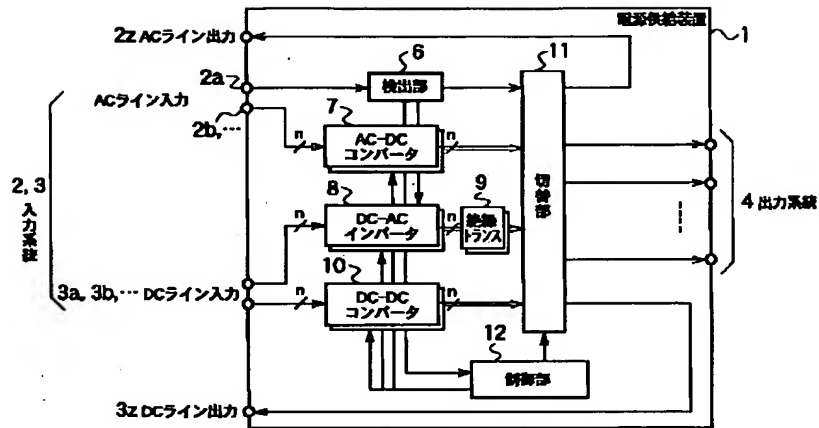 電源供給装置
1
2z ACライン出力
2a
6
検出部
11
ACライン入力
2b,…
7
n
AC-DC
コンバータ
n
切替部
2, 3
入力系統
8
n
DC-AC
インバータ
n
9
絶縁
トランス
4 出力系統
3a, 3b,… DCライン入力
10
n
DC-DC
コンバータ
n
12
制御部
3z DCライン出力